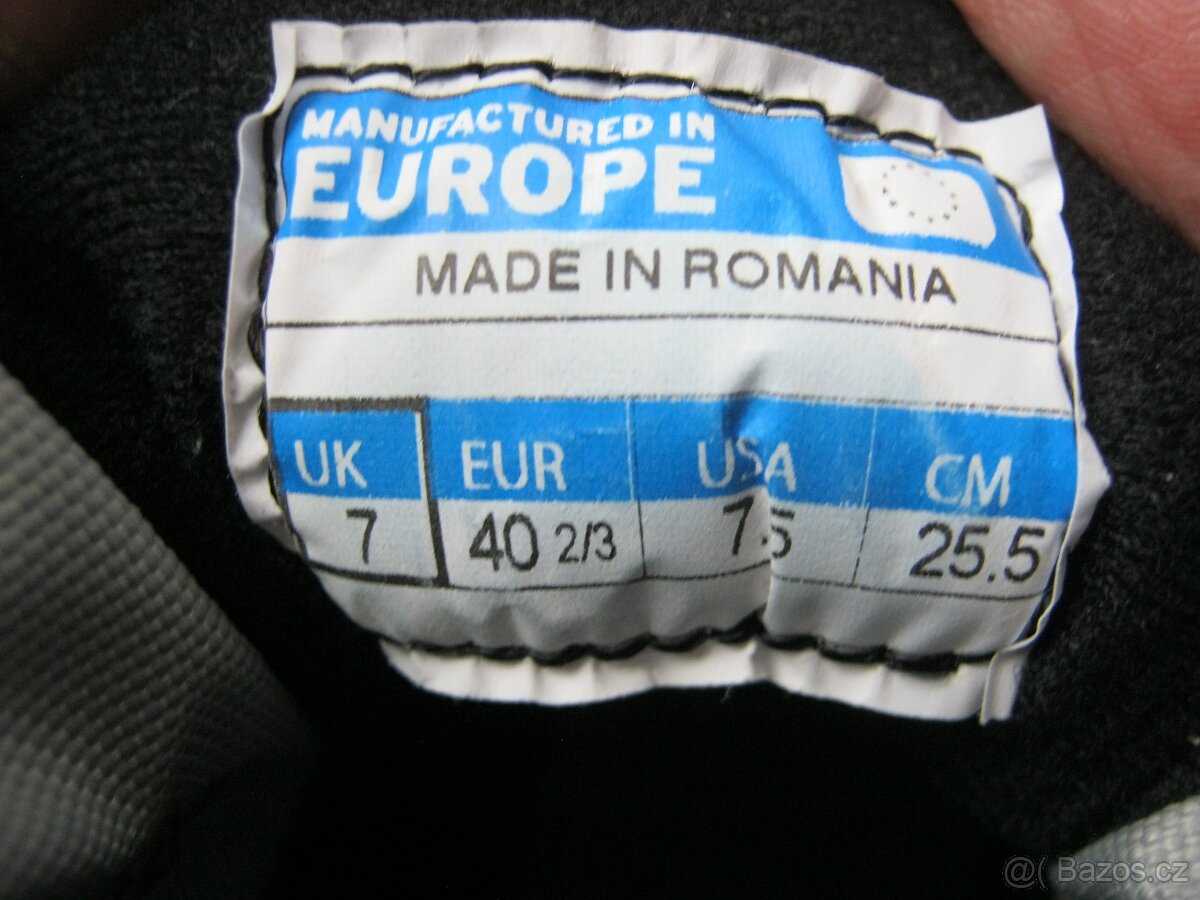 MANUFACTURED IN
EUROPE
MADE IN ROMANIA
UK EUR USA CM
7 40 2/3 7.5 25.5
@( Bazos.cz